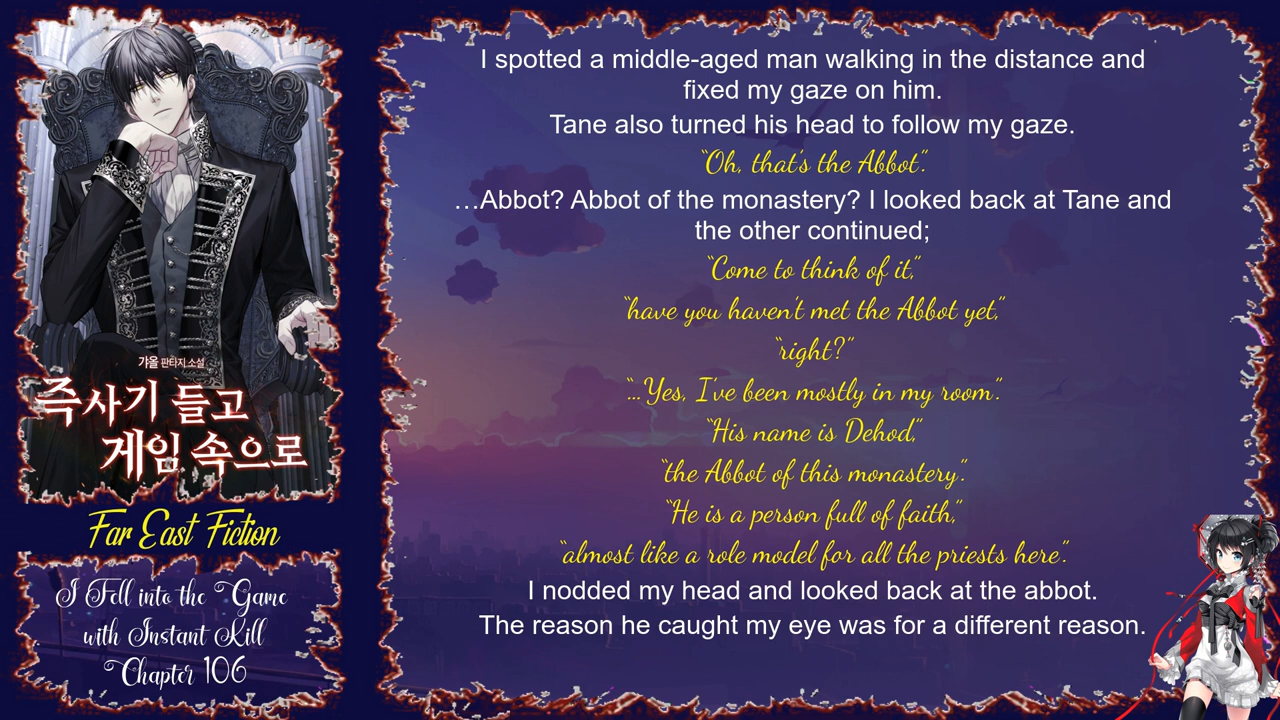 갸울 판타지 소설
즉사기 들고
게임 속으로
Far East Fiction
I Fell into the Game
with Instant Kill
Chapter 106
I spotted a middle-aged man walking in the distance and
fixed my gaze on him.
Tane also turned his head to follow my gaze.
“Oh, that's the Abbot”.
…Abbot? Abbot of the monastery? I looked back at Tane and
the other continued;
“Come to think of it,”
“have you haven't met the Abbot yet,
“right?”
“…Yes, I've been mostly in my room”.
“His name is Dehod,”
“the Abbot of this monastery”.
“He is a person full of faith,”
“almost like a role model for all the priests here”.
I nodded my head and looked back at the abbot.
The reason he caught my eye was for a different reason.